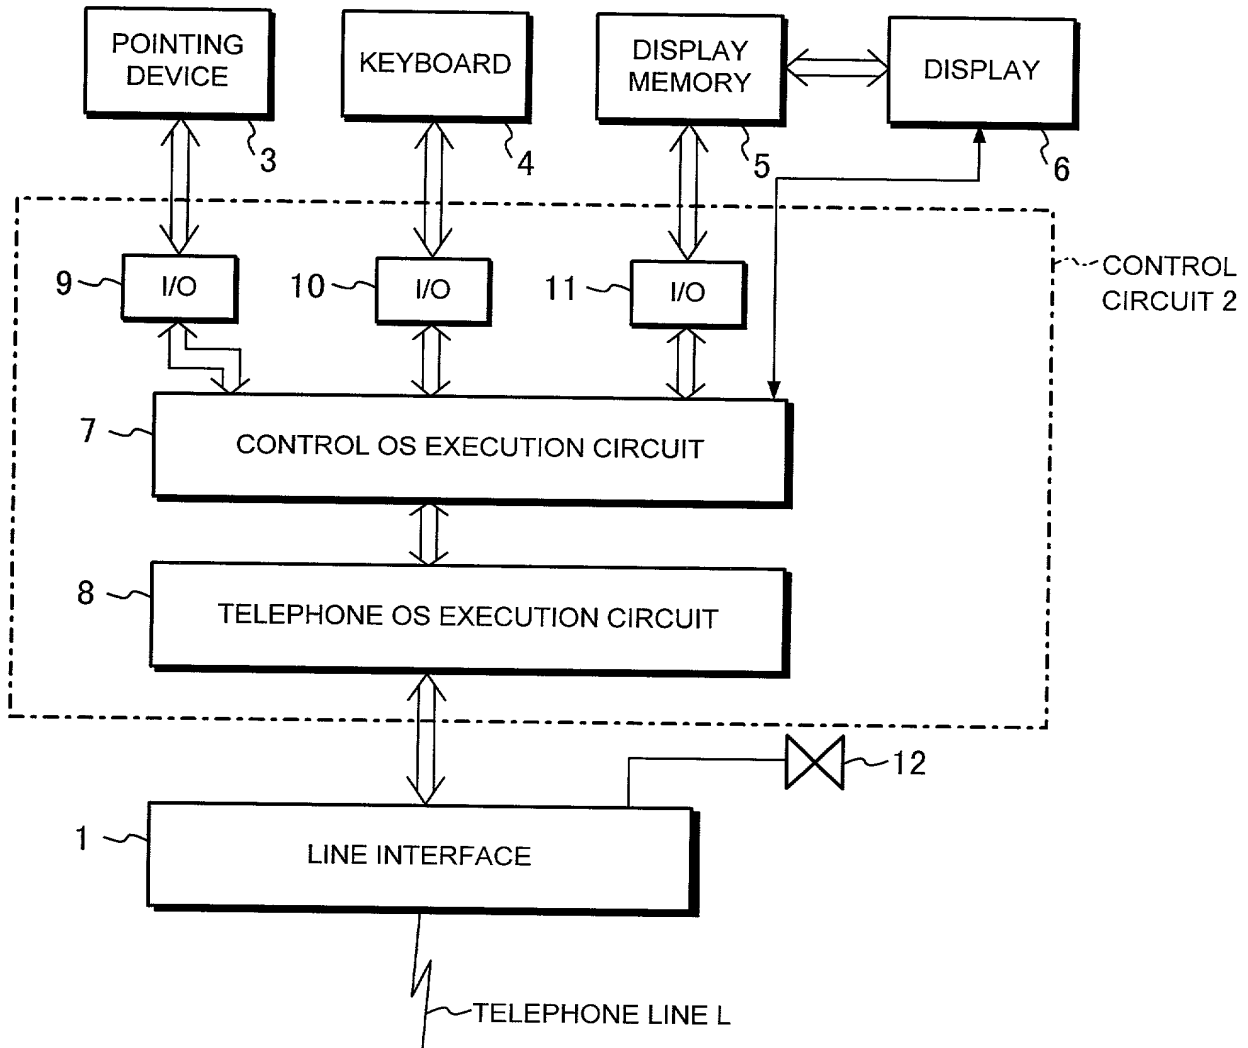 POINTING
DEVICE
3
KEYBOARD
4
DISPLAY
MEMORY
5
DISPLAY
6
9
I/O
10
I/O
11
I/O
CONTROL
CIRCUIT 2
7
CONTROL OS EXECUTION CIRCUIT
8
TELEPHONE OS EXECUTION CIRCUIT
12
1
LINE INTERFACE
TELEPHONE LINE L